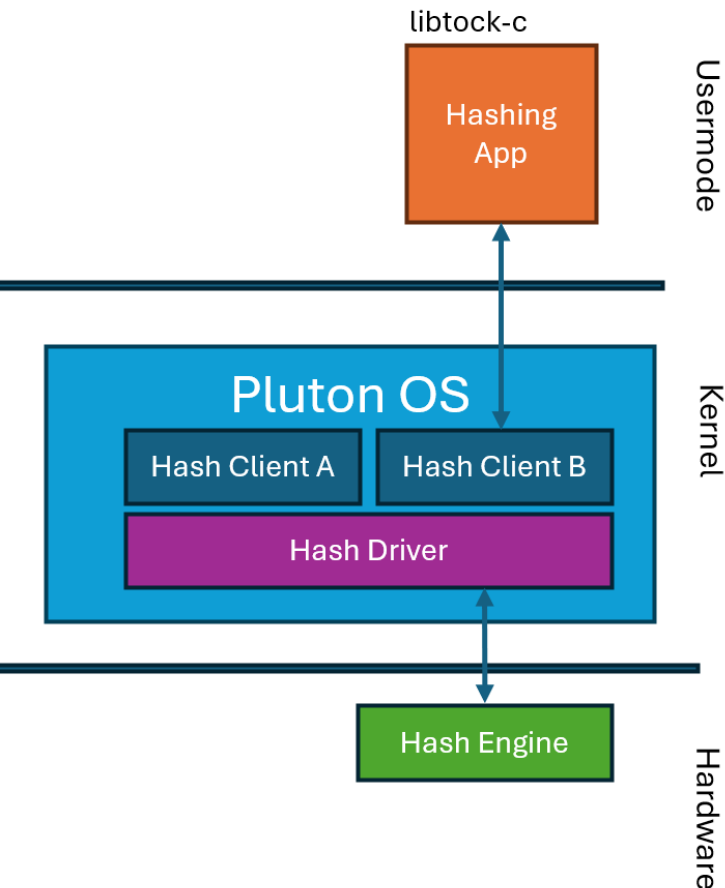 libtock-c
Hashing
App
Usermode
Pluton OS
Kernel
Hash Client A
Hash Client B
Hash Driver
Hash Engine
Hardware